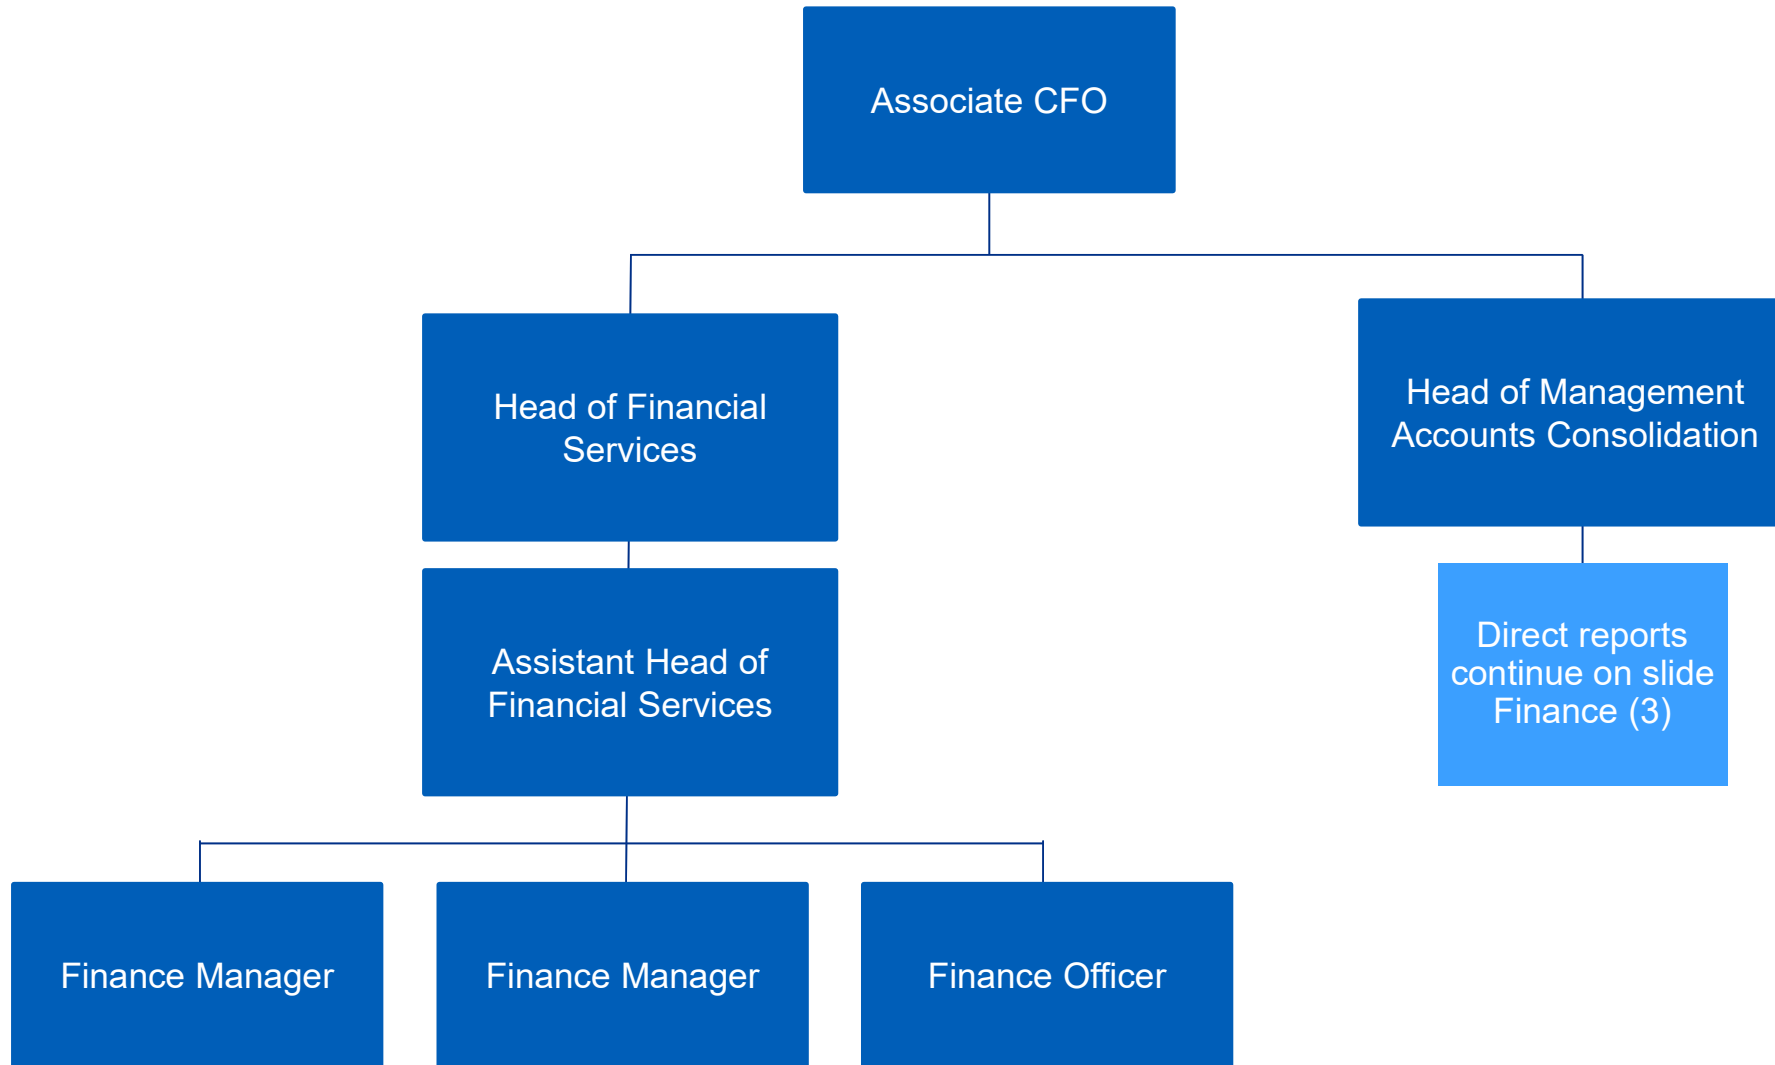 Associate CFO
Head of Financial
Services
Head of Management
Accounts Consolidation
Assistant Head of
Financial Services
Direct reports
continue on slide
Finance (3)
Finance Manager
Finance Manager
Finance Officer